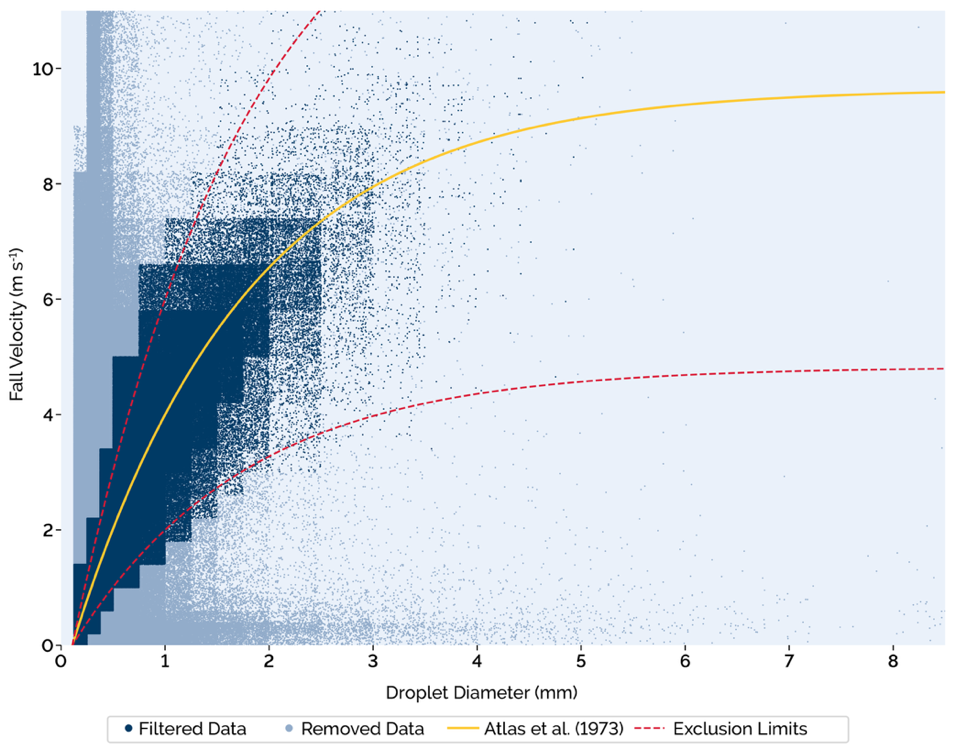 10
8
6
4
2
0
Fall Velocity (m s⁻¹)
0 1 2 3 4 5 6 7 8
Droplet Diameter (mm)
Filtered Data Removed Data Atlas et al. (1973) Exclusion Limits